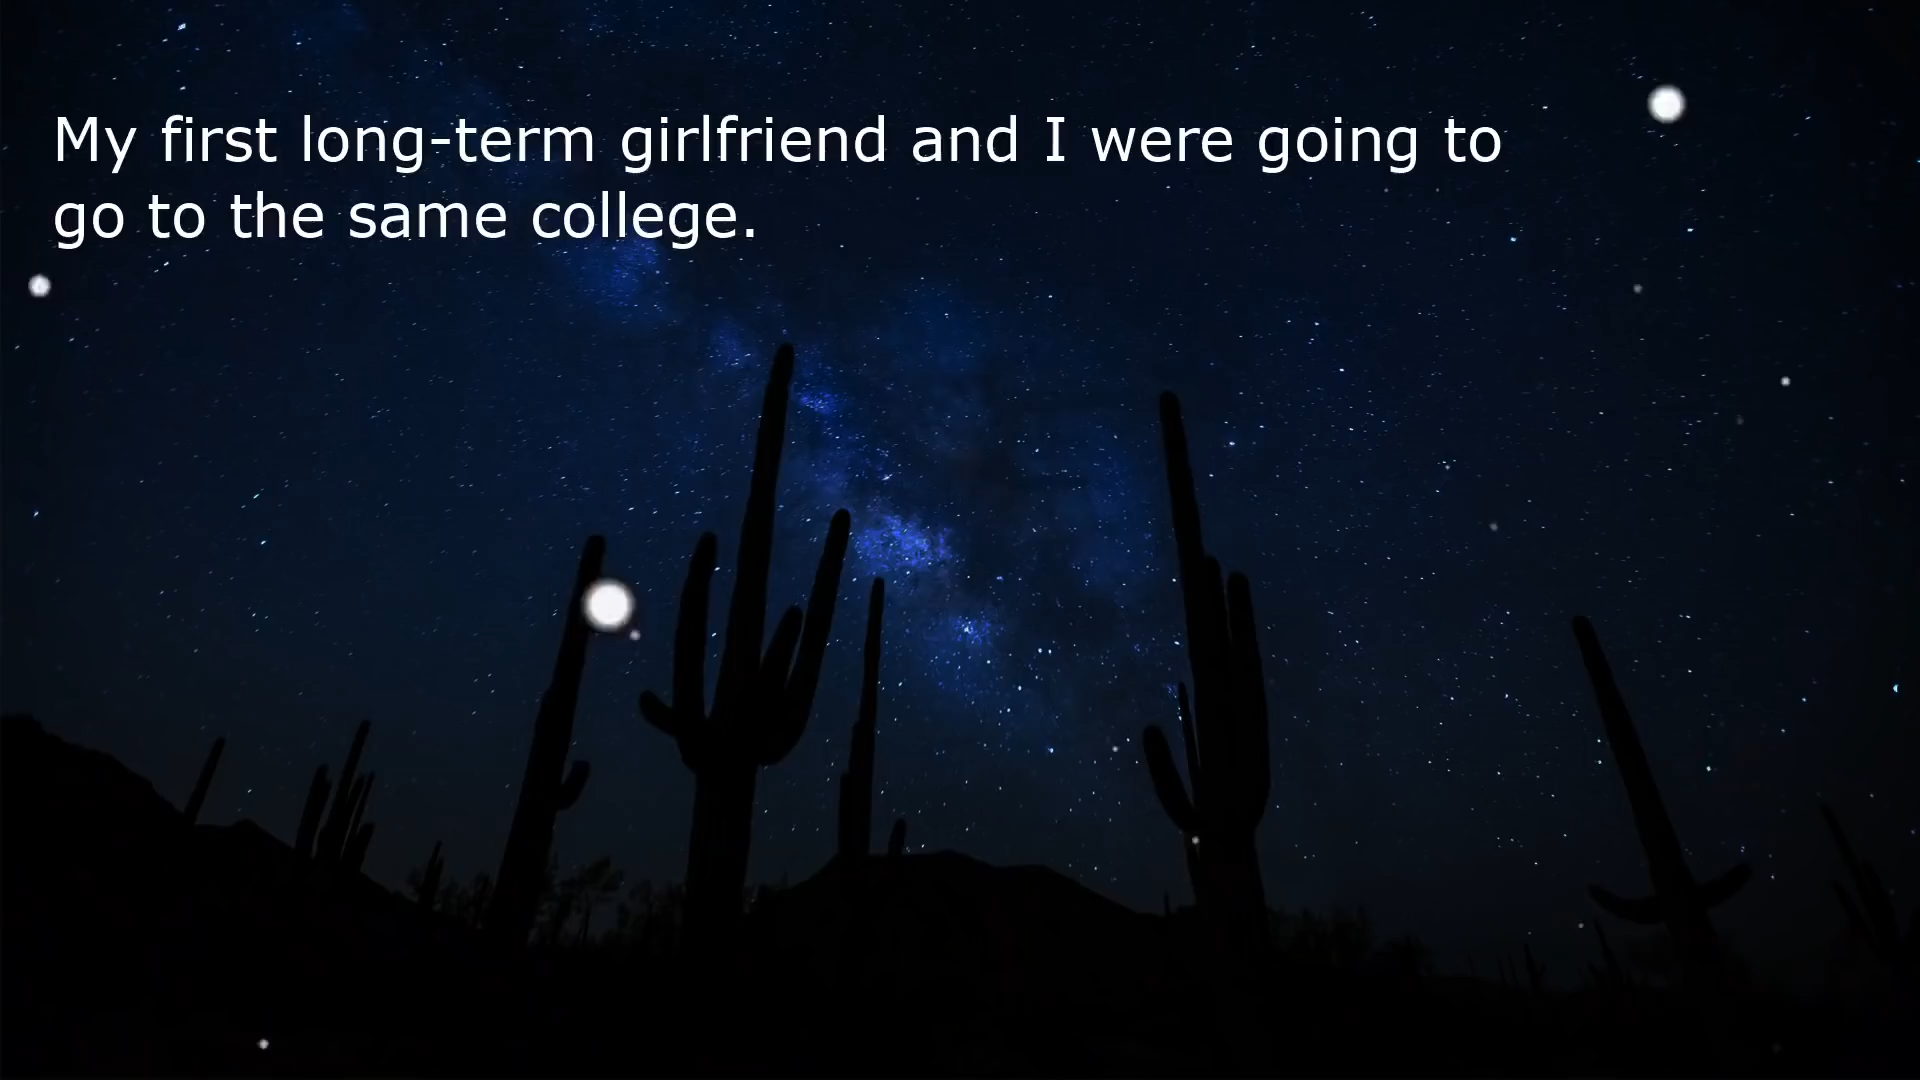 My first long-term girlfriend and I were going to
go to the same college.